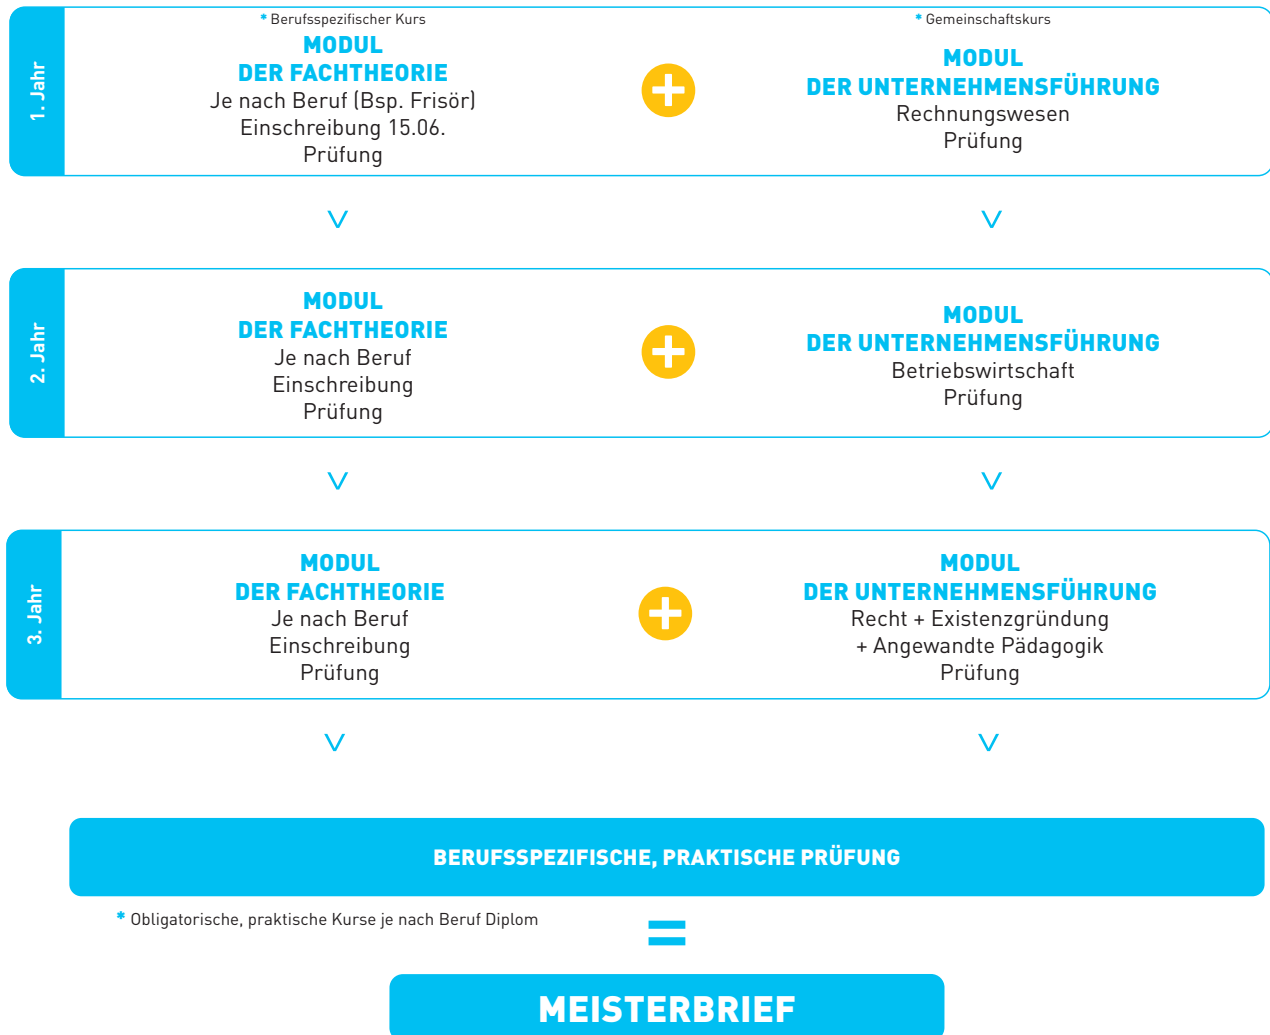 1. Jahr
* Berufsspezifischer Kurs
MODUL
DER FACHTHEORIE
Je nach Beruf (Bsp. Frisör)
Einschreibung 15.06.
Prüfung
* Gemeinschaftskurs
MODUL
DER UNTERNEHMENSFÜHRUNG
Rechnungswesen
Prüfung
2. Jahr
MODUL
DER FACHTHEORIE
Je nach Beruf
Einschreibung
Prüfung
MODUL
DER UNTERNEHMENSFÜHRUNG
Betriebswirtschaft
Prüfung
3. Jahr
MODUL
DER FACHTHEORIE
Je nach Beruf
Einschreibung
Prüfung
MODUL
DER UNTERNEHMENSFÜHRUNG
Recht + Existenzgründung
+ Angewandte Pädagogik
Prüfung
BERUFSSPEZIFISCHE, PRAKTISCHE PRÜFUNG
* Obligatorische, praktische Kurse je nach Beruf Diplom
=
MEISTERBRIEF